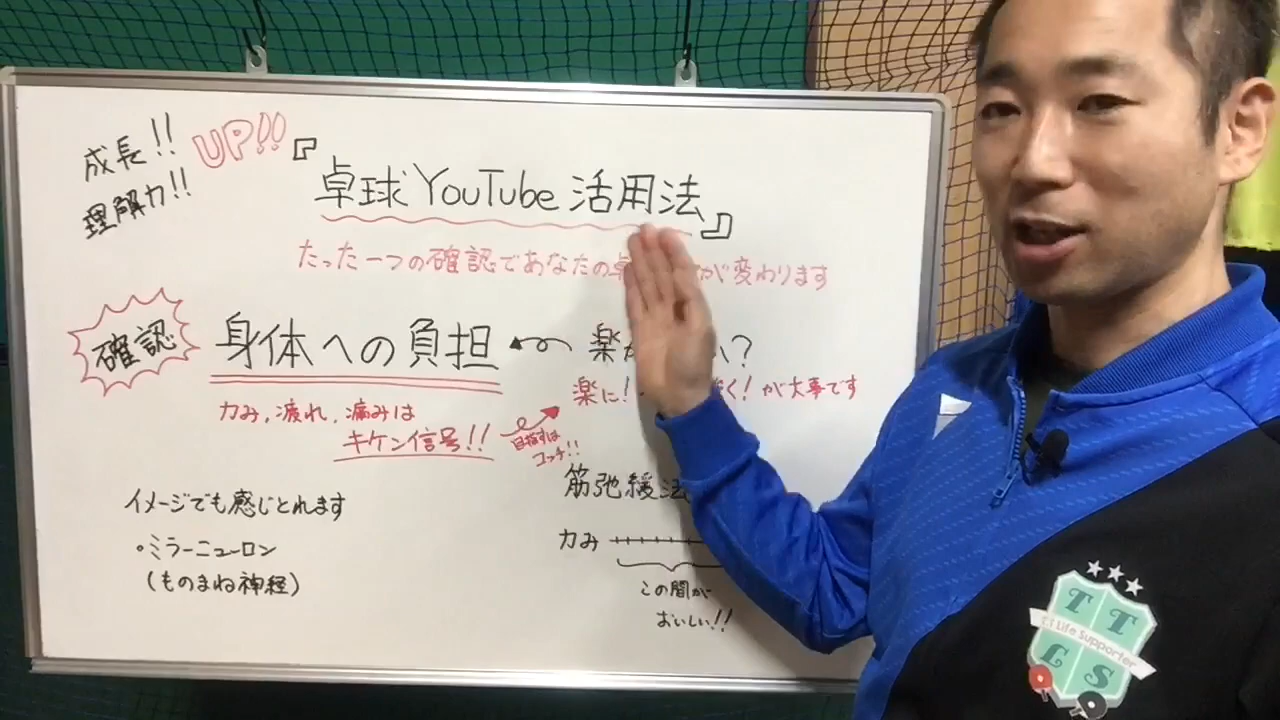 成長!! UP!!
理解力!!
『卓球YouTube活用法』
たった一つの確認であなたの卓 が変わります
確認
身体への負担
楽 い?
楽に! く!が大事です
力み,疲れ,痛みは
キケン信号!!
目指すは
コッチ!!
イメージでも感じとれます
・ミラーニューロン
(ものまね神経)
筋弛緩法
力み
この間が
おいしい!!
TTLS
T.T Life Supporter